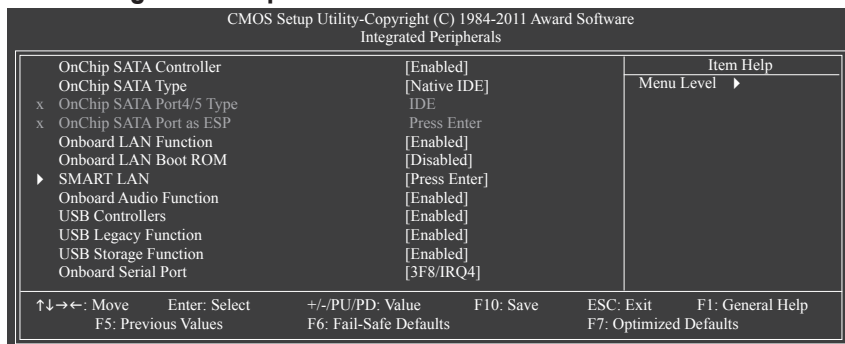 CMOS Setup Utility-Copyright (C) 1984-2011 Award Software
Integrated Peripherals
OnChip SATA Controller [Enabled]
OnChip SATA Type [Native IDE]
x OnChip SATA Port4/5 Type IDE
x OnChip SATA Port as ESP Press Enter
Onboard LAN Function [Enabled]
Onboard LAN Boot ROM [Disabled]
▶ SMART LAN [Press Enter]
Onboard Audio Function [Enabled]
USB Controllers [Enabled]
USB Legacy Function [Enabled]
USB Storage Function [Enabled]
Onboard Serial Port [3F8/IRQ4]
Item Help
Menu Level ▶
↑↓→←: Move Enter: Select +/-/PU/PD: Value F10: Save ESC: Exit F1: General Help
F5: Previous Values F6: Fail-Safe Defaults F7: Optimized Defaults